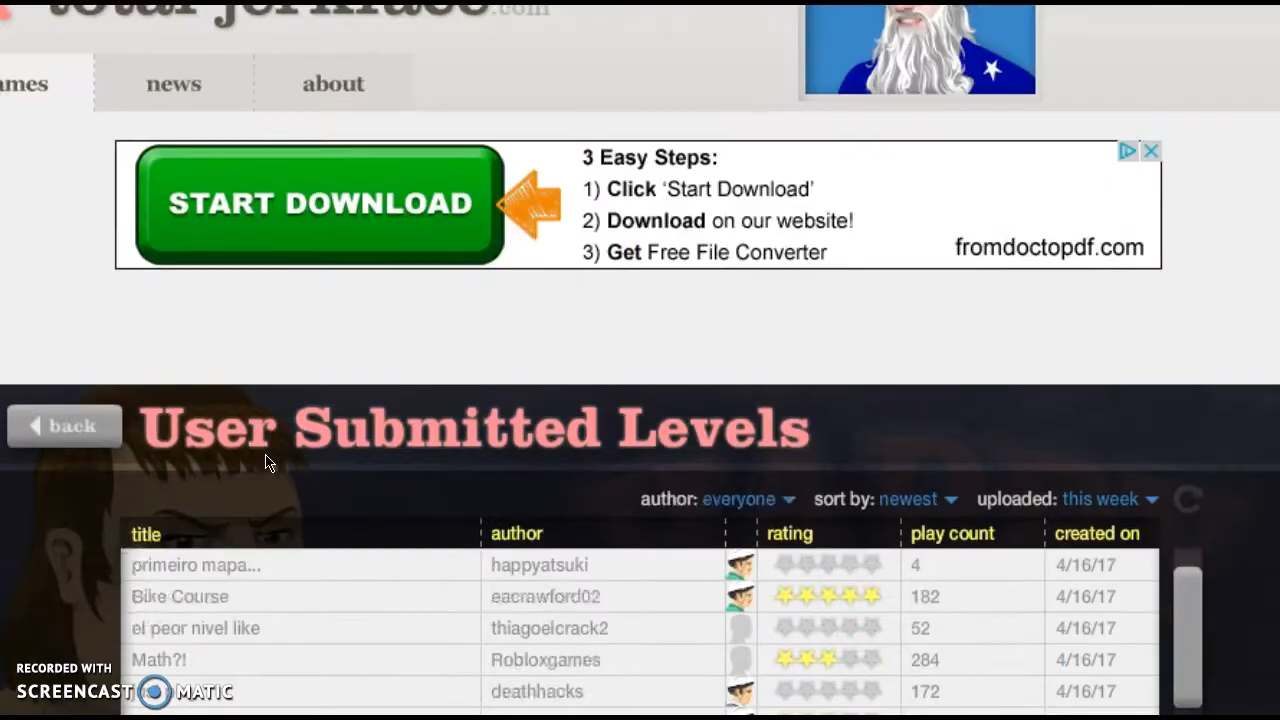 total jerkface.com
ames
news
about
START DOWNLOAD
3 Easy Steps:
1) Click ‘Start Download’
2) Download on our website!
3) Get Free File Converter
fromdoctopdf.com
back
User Submitted Levels
author: everyone
sort by: newest
uploaded: this week
title
author
rating
play count
created on
primeiro mapa... happyatsuki 4 4/16/17
Bike Course eacrawford02 182 4/16/17
el peor nivel like thiagoelcrack2 52 4/16/17
Math?! Robloxgames 284 4/16/17
deathhacks 172 4/16/17
RECORDED WITH
SCREENCAST MATIC